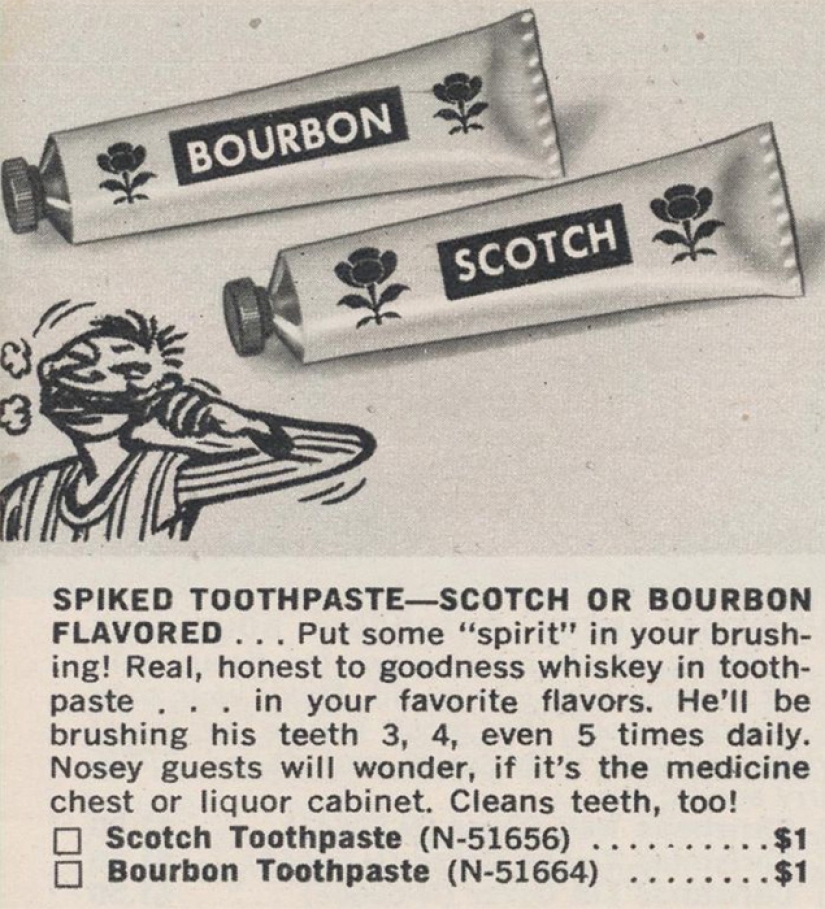 BOURBON
SCOTCH
SPIKED TOOTHPASTE—SCOTCH OR BOURBON
FLAVORED . . . Put some “spirit” in your brush-
ing! Real, honest to goodness whiskey in tooth-
paste . . . in your favorite flavors. He’ll be
brushing his teeth 3, 4, even 5 times daily.
Nosey guests will wonder, if it’s the medicine
chest or liquor cabinet. Cleans teeth, too!
☐ Scotch Toothpaste (N-51656) ..........$1
☐ Bourbon Toothpaste (N-51664) ........$1